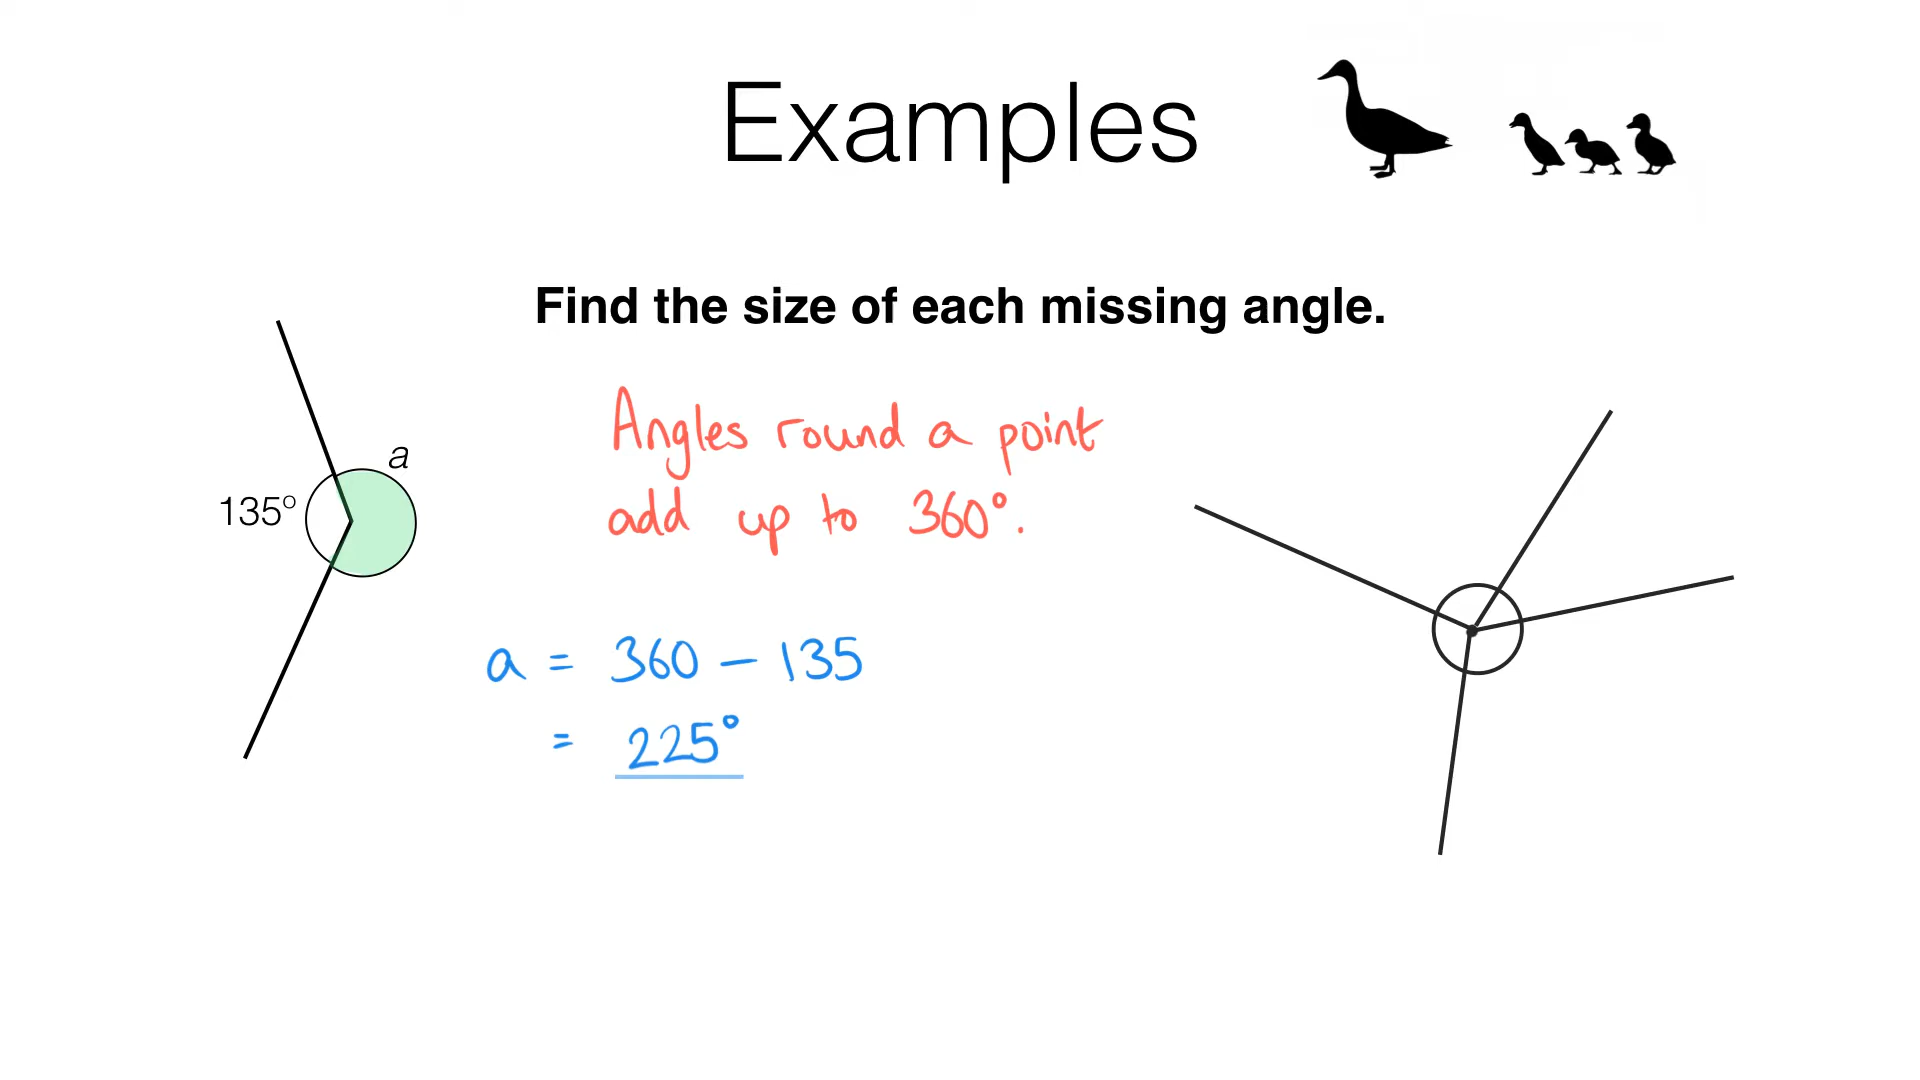 Examples
Find the size of each missing angle.
a
135°
Angles round a point
add up to 360°.
a = 360 – 135
= 225°